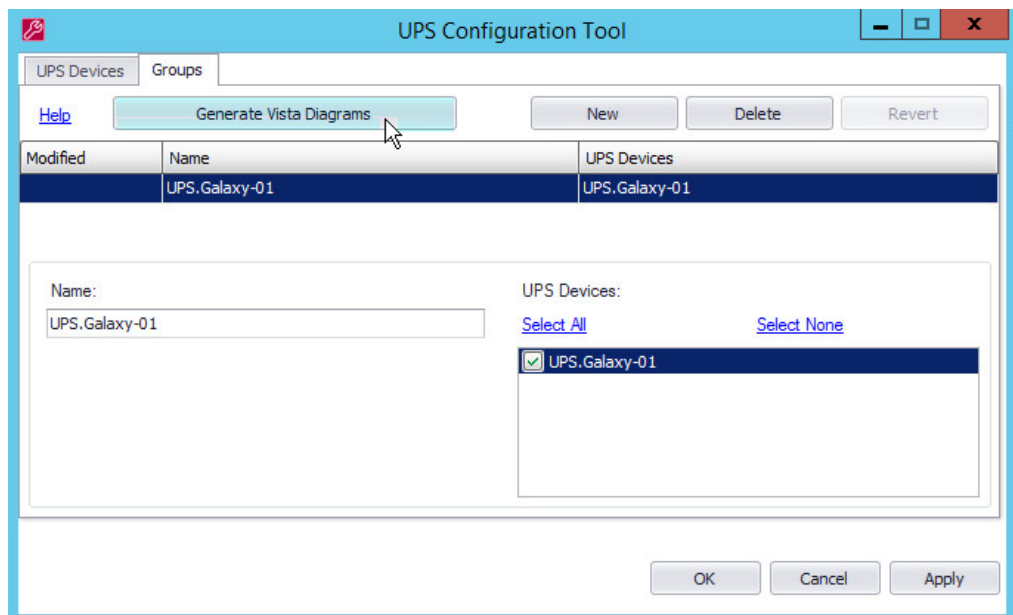 UPS Configuration Tool
UPS Devices Groups
Help Generate Vista Diagrams New Delete Revert
Modified Name UPS Devices
UPS.Galaxy-01 UPS.Galaxy-01
Name: UPS Devices:
UPS.Galaxy-01 Select All Select None
UPS.Galaxy-01
OK Cancel Apply